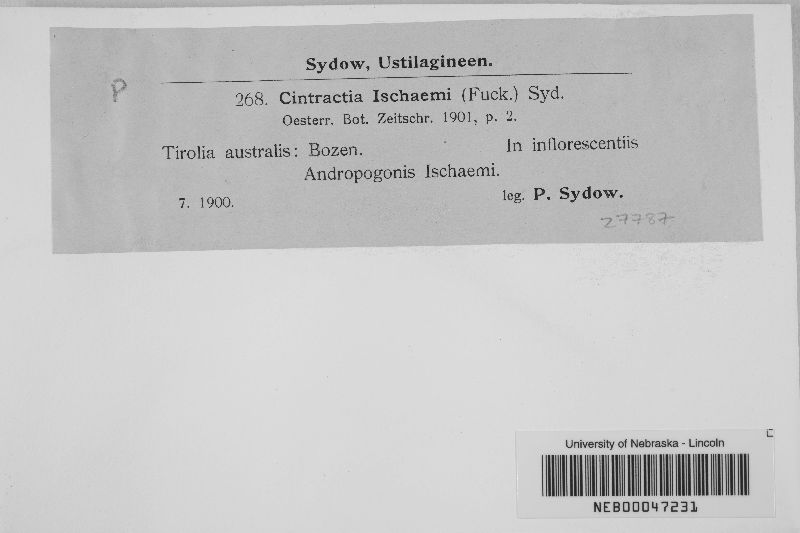 Sydow, Ustilagineen.
P
268. Cintractia Ischaemi (Fuck.) Syd.
Oesterr. Bot. Zeitschr. 1901, p. 2.
Tirolia australis: Bozen. In inflorescentiis
Andropogonis Ischaemi.
7. 1900. leg. P. Sydow.
27787
University of Nebraska - Lincoln
NEB00047231